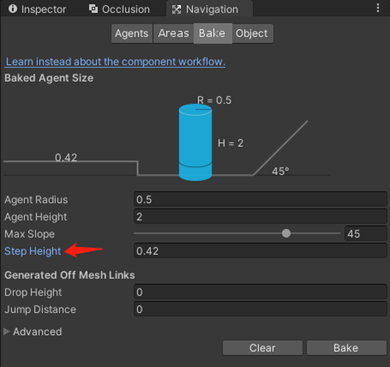 Inspector Occlusion Navigation
Agents Areas Bake Object
Learn instead about the component workflow.
Baked Agent Size
R = 0.5
0.42
H = 2
45°
Agent Radius 0.5
Agent Height 2
Max Slope 45
Step Height 0.42
Generated Off Mesh Links
Drop Height 0
Jump Distance 0
Advanced
Clear Bake